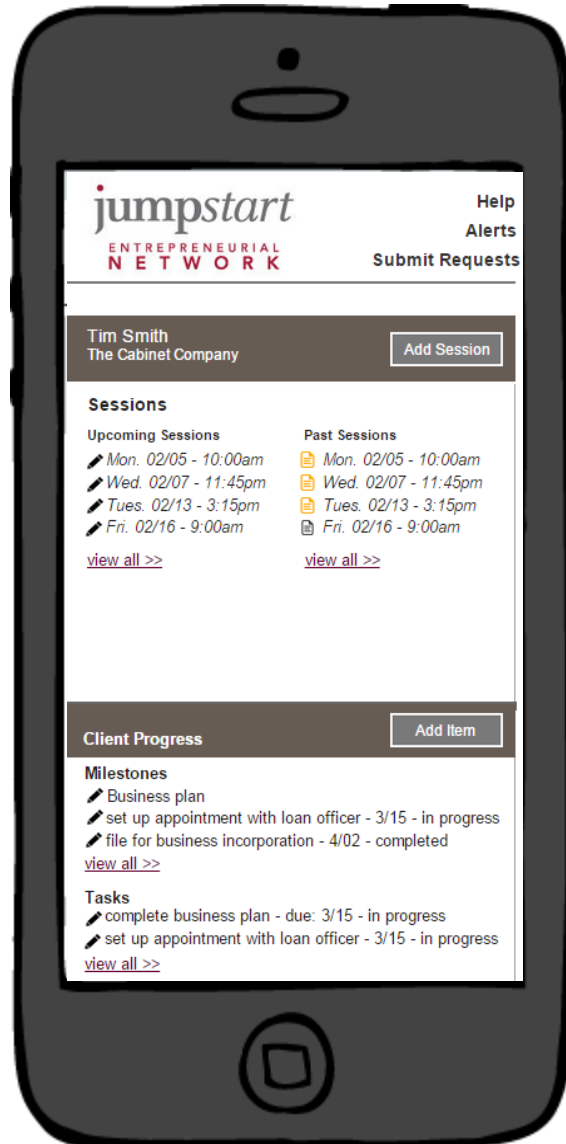 jumpstart
ENTREPRENEURIAL
NETWORK
Help
Alerts
Submit Requests
Tim Smith
The Cabinet Company
Add Session
Sessions
Upcoming Sessions
Mon. 02/05 - 10:00am
Wed. 02/07 - 11:45pm
Tues. 02/13 - 3:15pm
Fri. 02/16 - 9:00am
view all >>
Past Sessions
Mon. 02/05 - 10:00am
Wed. 02/07 - 11:45pm
Tues. 02/13 - 3:15pm
Fri. 02/16 - 9:00am
view all >>
Client Progress
Add Item
Milestones
Business plan
set up appointment with loan officer - 3/15 - in progress
file for business incorporation - 4/02 - completed
view all >>
Tasks
complete business plan - due: 3/15 - in progress
set up appointment with loan officer - 3/15 - in progress
view all >>